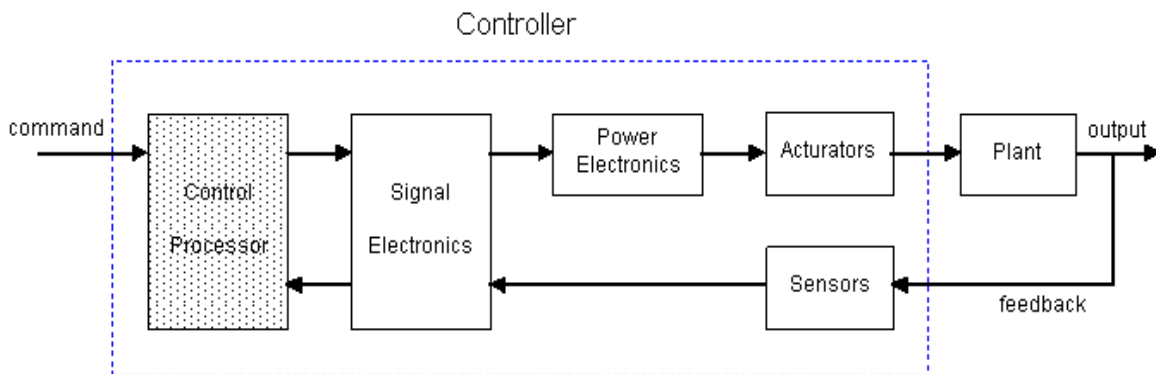 Controller
command
Control
Processor
Signal
Electronics
Power
Electronics
Acturators
Plant
output
Sensors
feedback